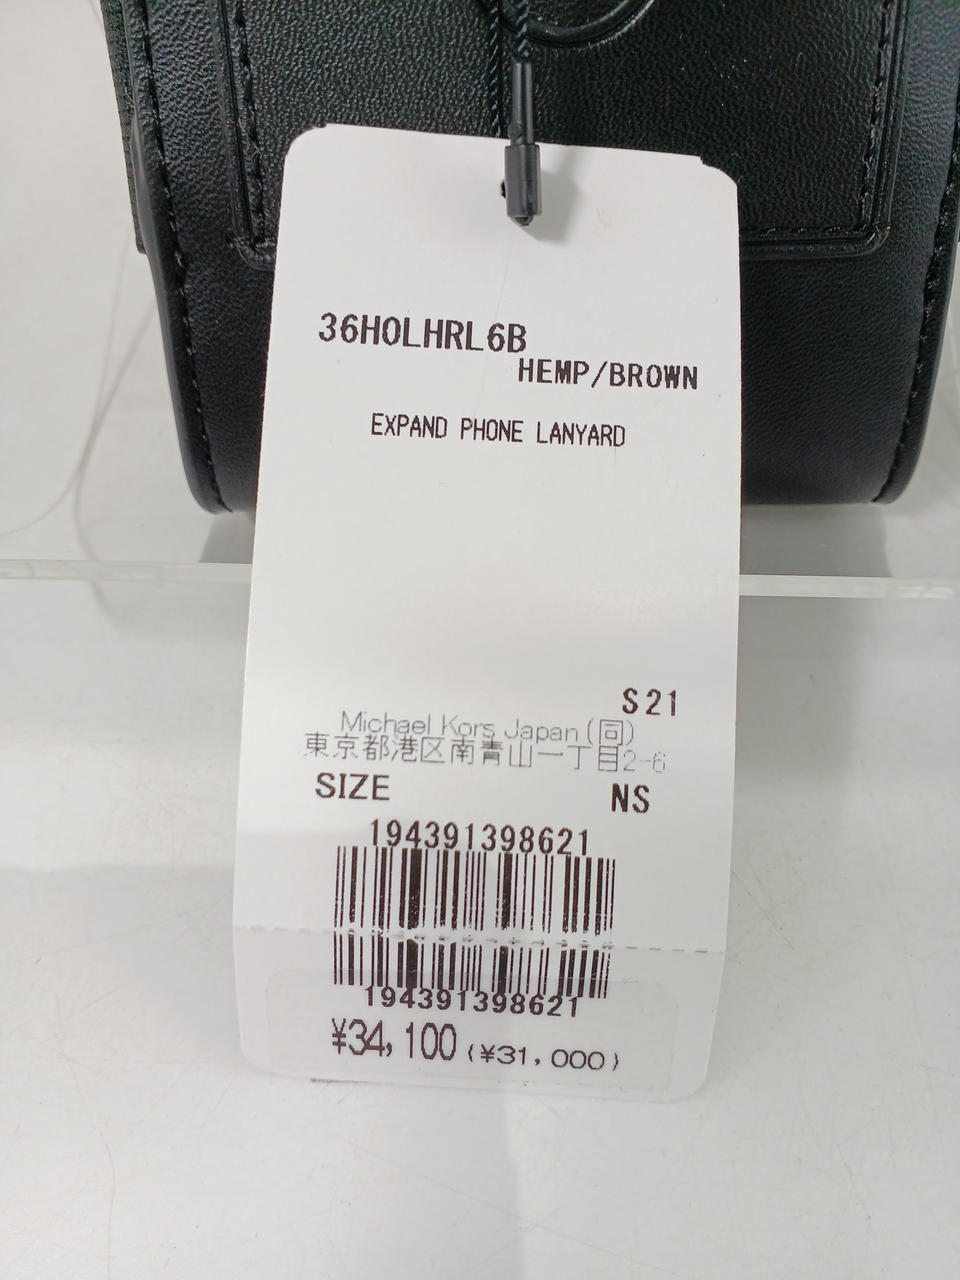 36H0LHRL6B
HEMP/BROWN
EXPAND PHONE LANYARD
S21
Michael Kors Japan (同)
東京都港区南青山一丁目2-6
SIZE NS
194391398621
194391398621
¥34,100 (¥31,000)